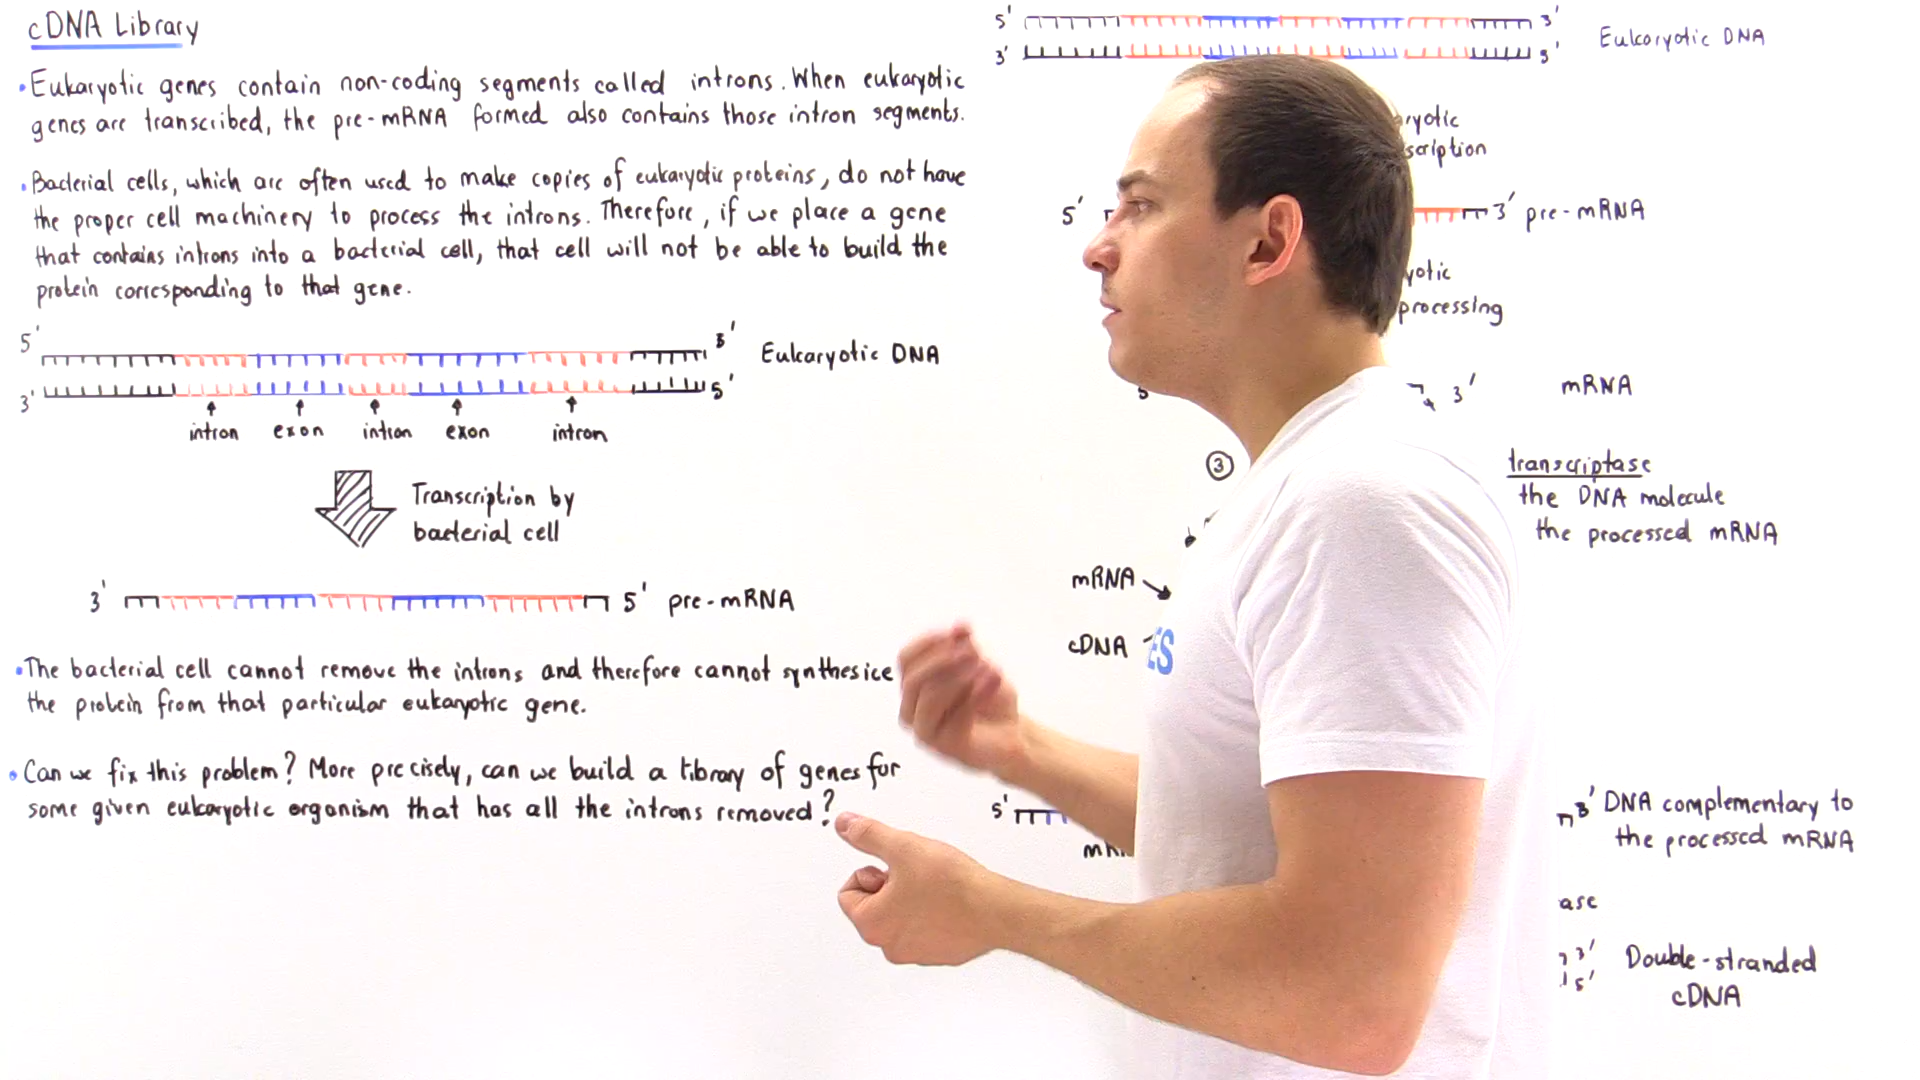 cDNA Library
• Eukaryotic genes contain non-coding segments called introns. When eukaryotic
genes are transcribed, the pre-mRNA formed also contains those intron segments.
• Bacterial cells, which are often used to make copies of eukaryotic proteins, do not have
the proper cell machinery to process the introns. Therefore, if we place a gene
that contains introns into a bacterial cell, that cell will not be able to build the
protein corresponding to that gene.
5' 3'
Eukaryotic DNA
3' 5'
intron exon intron exon intron
Transcription by
bacterial cell
3' 5' pre-mRNA
• The bacterial cell cannot remove the introns and therefore cannot synthesice
the protein from that particular eukaryotic gene.
• Can we fix this problem? More precisely, can we build a library of genes for
some given eukaryotic organism that has all the introns removed?
5' 3'
3' 5'
Eukaryotic DNA
ryotic
scription
5' 3' pre-mRNA
yotic
processing
5 3' mRNA
3
transcriptase
the DNA molecule
the processed mRNA
mRNA
cDNA
ES
5' 3' DNA complementary to
the processed mRNA
ase
3'
5'
Double-stranded
cDNA